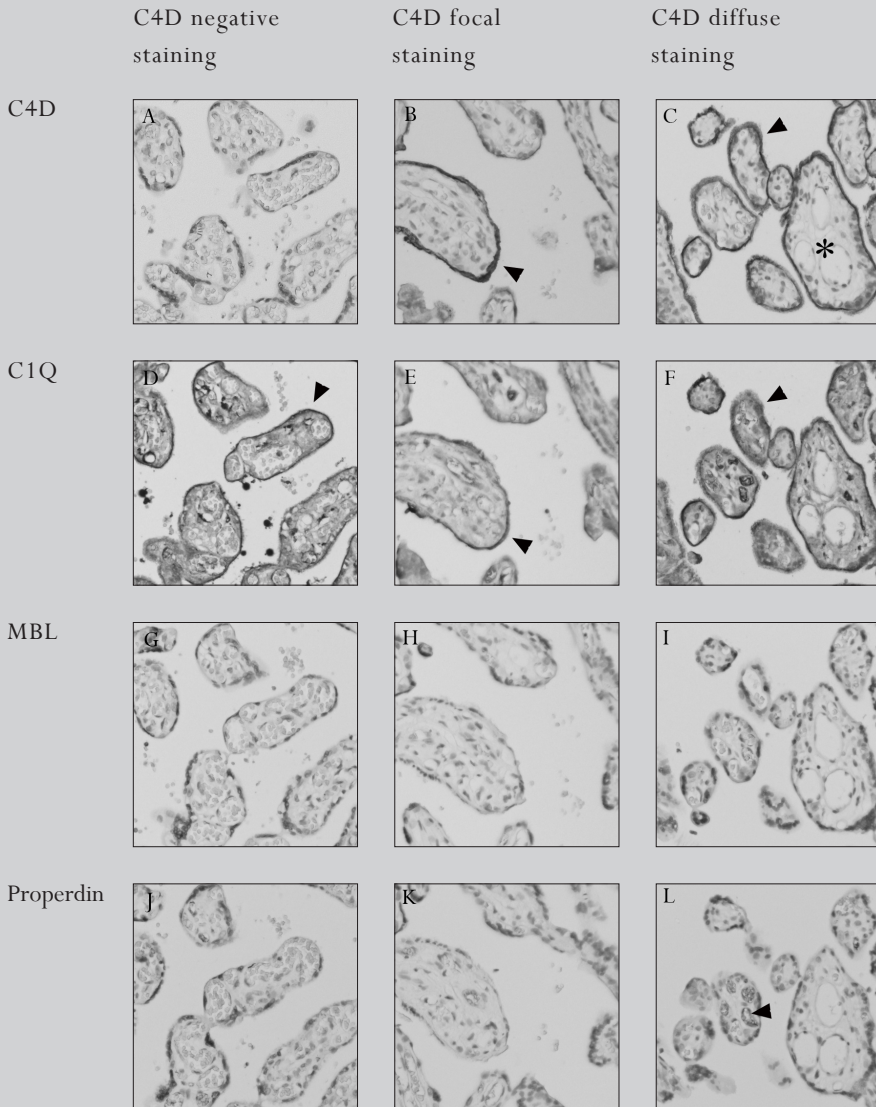 C4D negative
staining
C4D focal
staining
C4D diffuse
staining
C4D
A
B
C
*
C1Q
D
E
F
MBL
G
H
I
Properdin
J
K
L